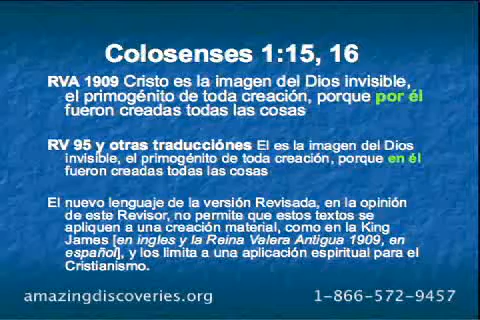 Colosenses 1:15, 16
RVA 1909 Cristo es la imagen del Dios invisible,
el primogénito de toda creación, porque por él
fueron creadas todas las cosas
RV 95 y otras traducciónes El es la imagen del Dios
invisible, el primogénito de toda creación, porque en él
fueron creadas todas las cosas
El nuevo lenguaje de la versión Revisada, en la opinión
de este Revisor, no permite que estos textos se
apliquen a una creación material, como en la King
James [en ingles y la Reina Valera Antigua 1909, en
español], y los limita a una aplicación espiritual para el
Cristianismo.
amazingdiscoveries.org
1-866-572-9457